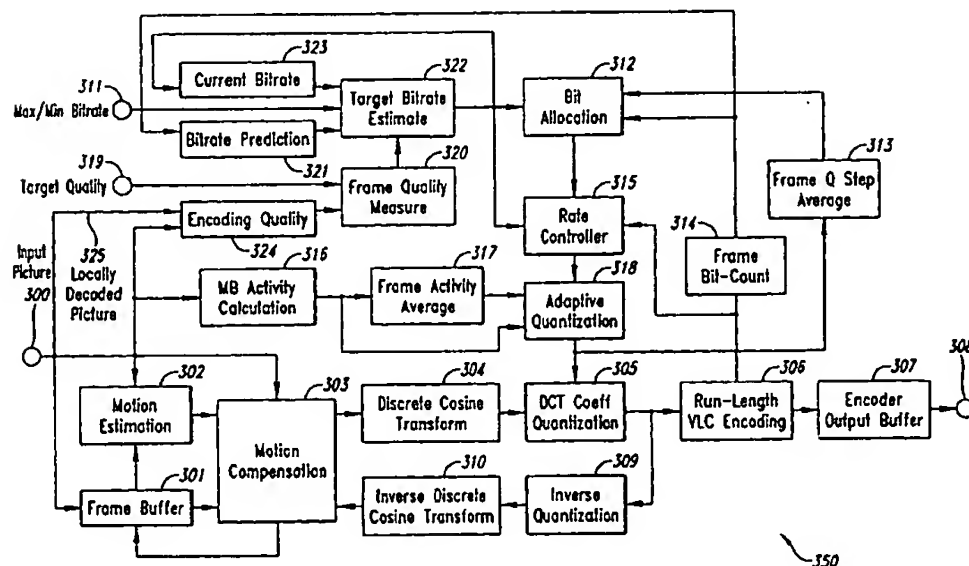 323
Current Bitrate
311
Max/Min Bitrate
Bitrate Prediction
321
322
Target Bitrate
Estimate
312
Bit
Allocation
313
Frame Q Step
Average
319
Target Quality
320
Frame Quality
Measure
315
Rate
Controller
314
Frame
Bit-Count
Encoding Quality
324
325
Locally
Decoded
Picture
Input
Picture
300
316
MB Activity
Calculation
317
Frame Activity
Average
318
Adaptive
Quantization
302
Motion
Estimation
303
Motion
Compensation
304
Discrete Cosine
Transform
305
DCT Coeff
Quantization
306
Run-Length
VLC Encoding
307
Encoder
Output Buffer
308
301
Frame Buffer
310
Inverse Discrete
Cosine Transform
309
Inverse
Quantization
350